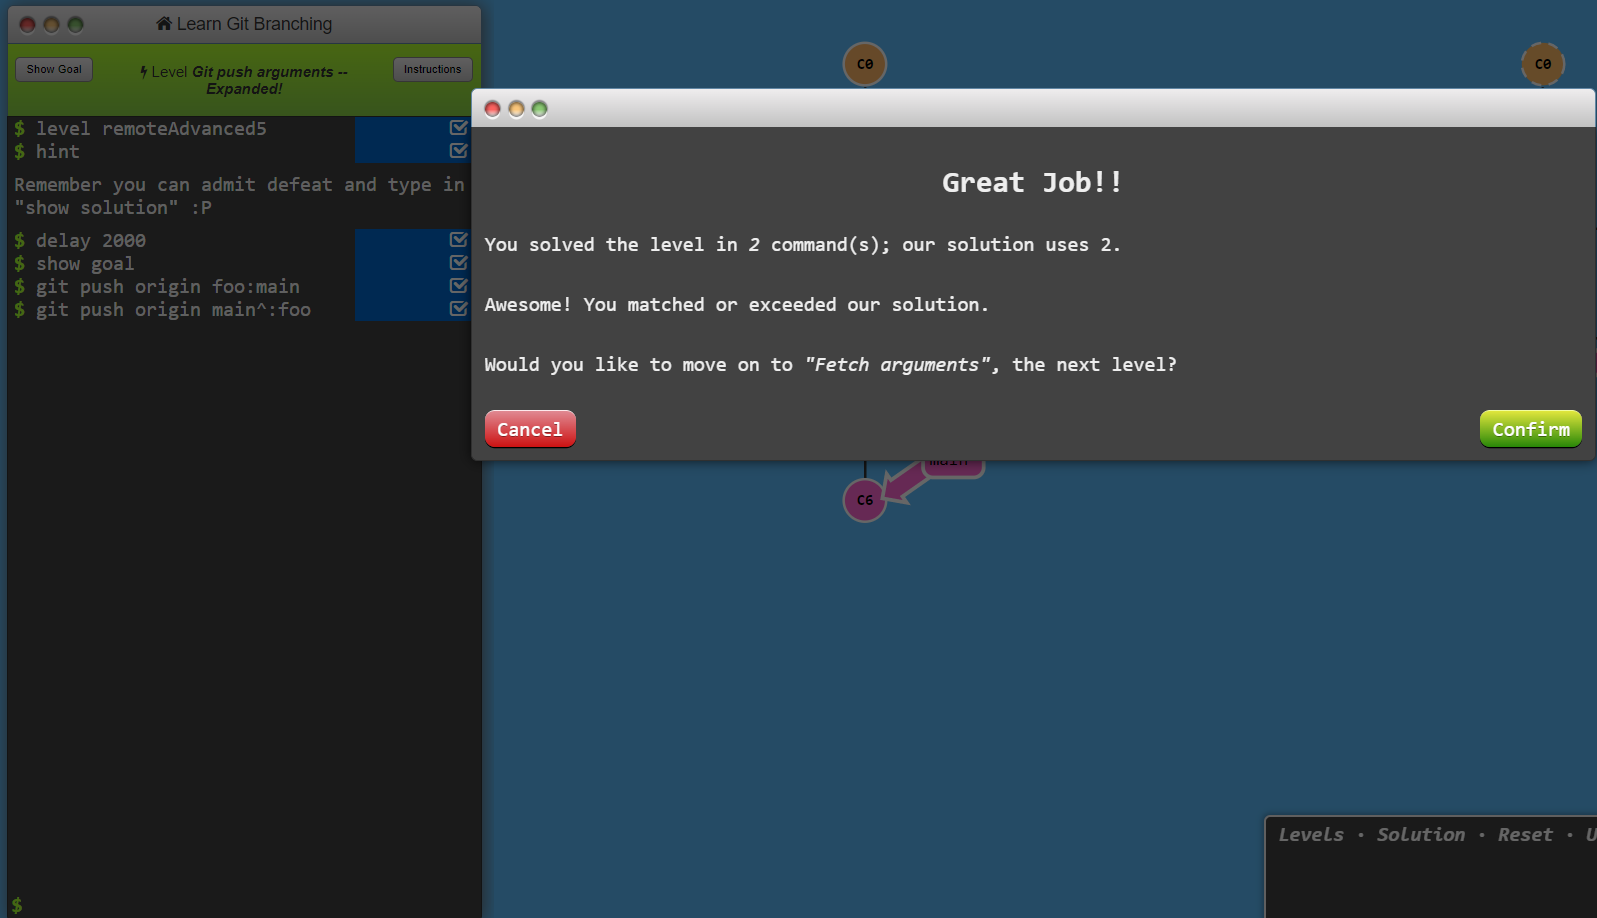 Learn Git Branching
Show Goal
Level Git push arguments --
Expanded!
Instructions
$ level remoteAdvanced5
$ hint
Remember you can admit defeat and type in
"show solution" :P
$ delay 2000
$ show goal
$ git push origin foo:main
$ git push origin main^:foo
$
C0
C0
Great Job!!
You solved the level in 2 command(s); our solution uses 2.
Awesome! You matched or exceeded our solution.
Would you like to move on to "Fetch arguments", the next level?
Cancel
Confirm
main
C6
Levels · Solution · Reset · U